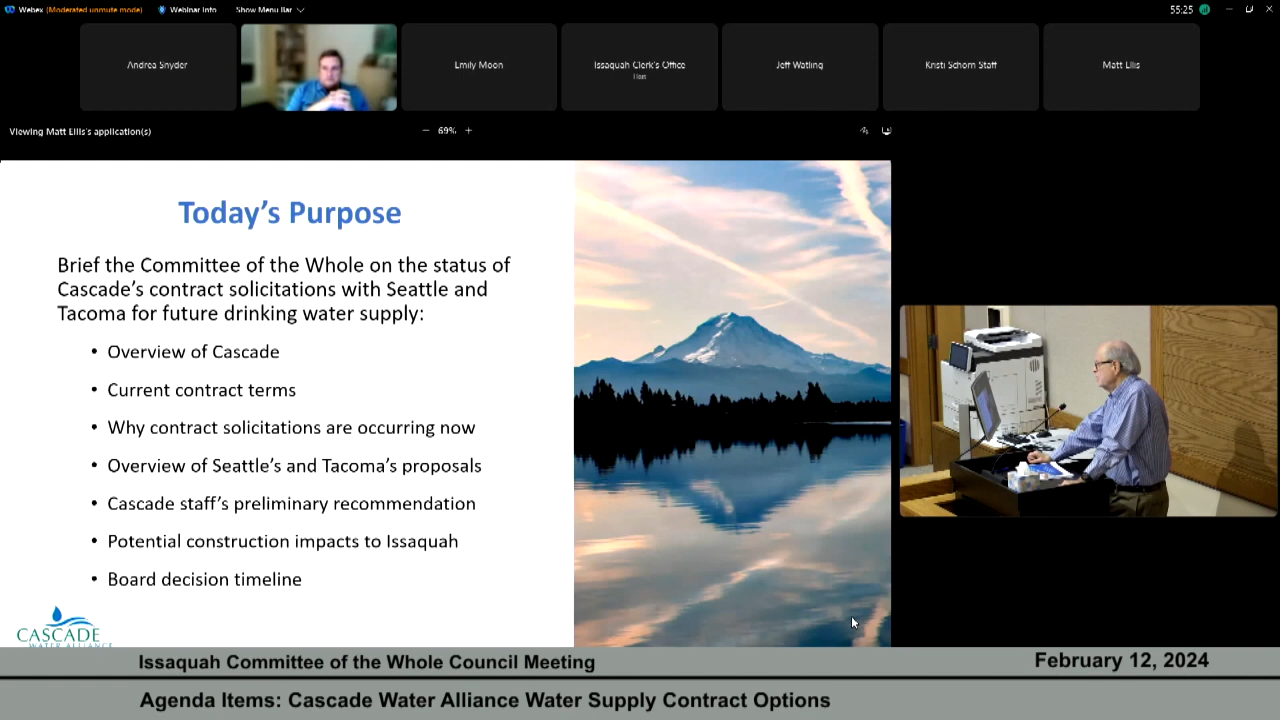 Webex (Moderated unmute mode) Webinar Info Show Menu Bar 55:25
Andrea Snyder
Emily Moon
Issaquah Clerk's Office
Host
Jeff Watling
Kristi Schorn Staff
Matt Ellis
Viewing Matt Ellis's application(s) − 69% +
Today's Purpose
Brief the Committee of the Whole on the status of
Cascade's contract solicitations with Seattle and
Tacoma for future drinking water supply:
• Overview of Cascade
• Current contract terms
• Why contract solicitations are occurring now
• Overview of Seattle's and Tacoma's proposals
• Cascade staff's preliminary recommendation
• Potential construction impacts to Issaquah
• Board decision timeline
CASCADE
WATER ALLIANCE
Issaquah Committee of the Whole Council Meeting
February 12, 2024
Agenda Items: Cascade Water Alliance Water Supply Contract Options